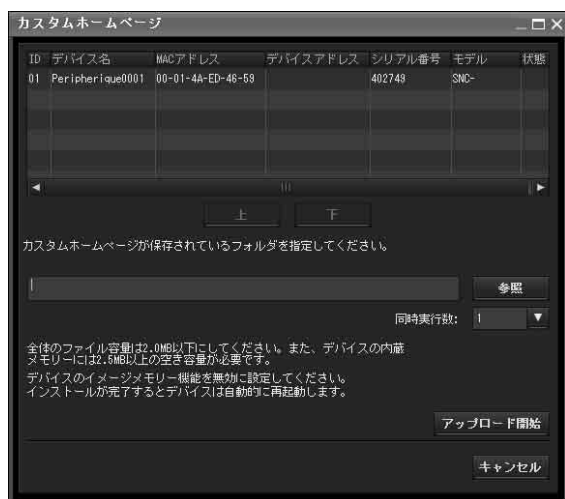 カスタムホームページ
ID デバイス名 MACアドレス デバイスアドレス シリアル番号 モデル 状態
01 Peripherique0001 00-01-4A-ED-46-59 402749 SNC-
上 下
カスタムホームページが保存されているフォルダを指定してください。
参照
同時実行数: 1
全体のファイル容量は2.0MB以下にしてください。また、デバイスの内蔵
メモリーには2.5MB以上の空き容量が必要です。
デバイスのイメージメモリー機能を無効に設定してください。
インストールが完了するとデバイスは自動的に再起動します。
アップロード開始
キャンセル